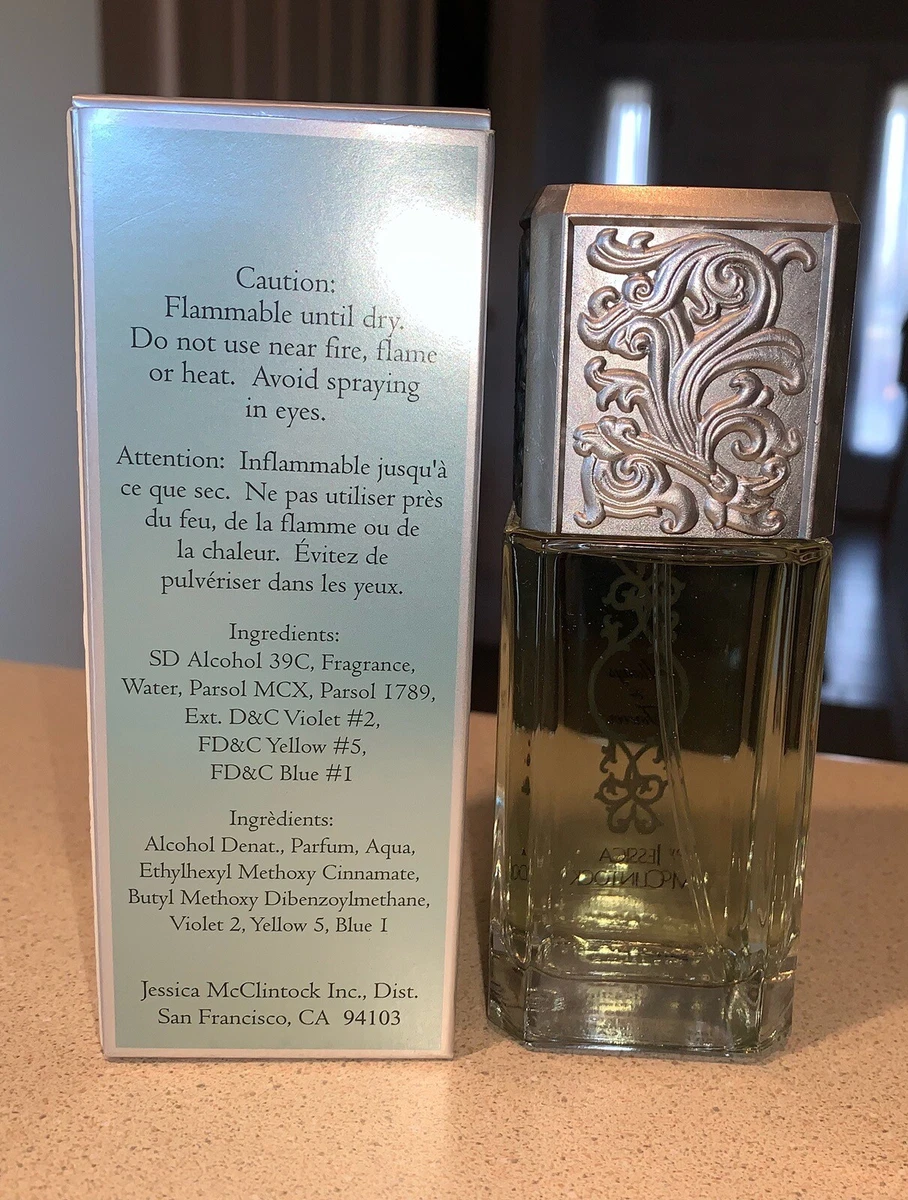 Caution:
Flammable until dry.
Do not use near fire, flame
or heat. Avoid spraying
in eyes.
Attention: Inflammable jusqu'à
ce que sec. Ne pas utiliser près
du feu, de la flamme ou de
la chaleur. Évitez de
pulvériser dans les yeux.
Ingredients:
SD Alcohol 39C, Fragrance,
Water, Parsol MCX, Parsol 1789,
Ext. D&C Violet #2,
FD&C Yellow #5,
FD&C Blue #1
Ingrèdients:
Alcohol Denat., Parfum, Aqua,
Ethylhexyl Methoxy Cinnamate,
Butyl Methoxy Dibenzoylmethane,
Violet 2, Yellow 5, Blue 1
Jessica McClintock Inc., Dist.
San Francisco, CA 94103
BY JESSICA
McCLINTOCK